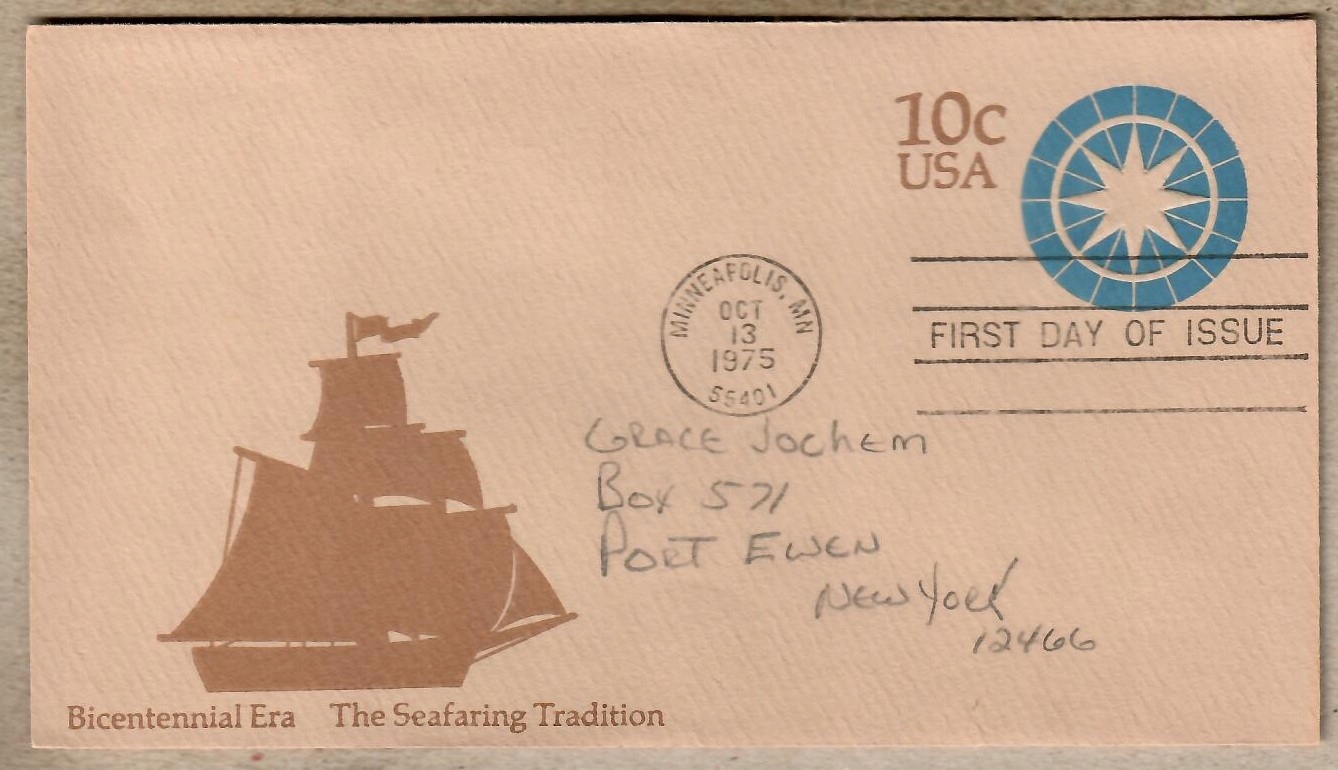 10c
USA
MINNEAPOLIS, MN
OCT
13
1975
55401
FIRST DAY OF ISSUE
GRACE Jochem
Box 571
PORT EWEN
NEW York
12466
Bicentennial Era The Seafaring Tradition